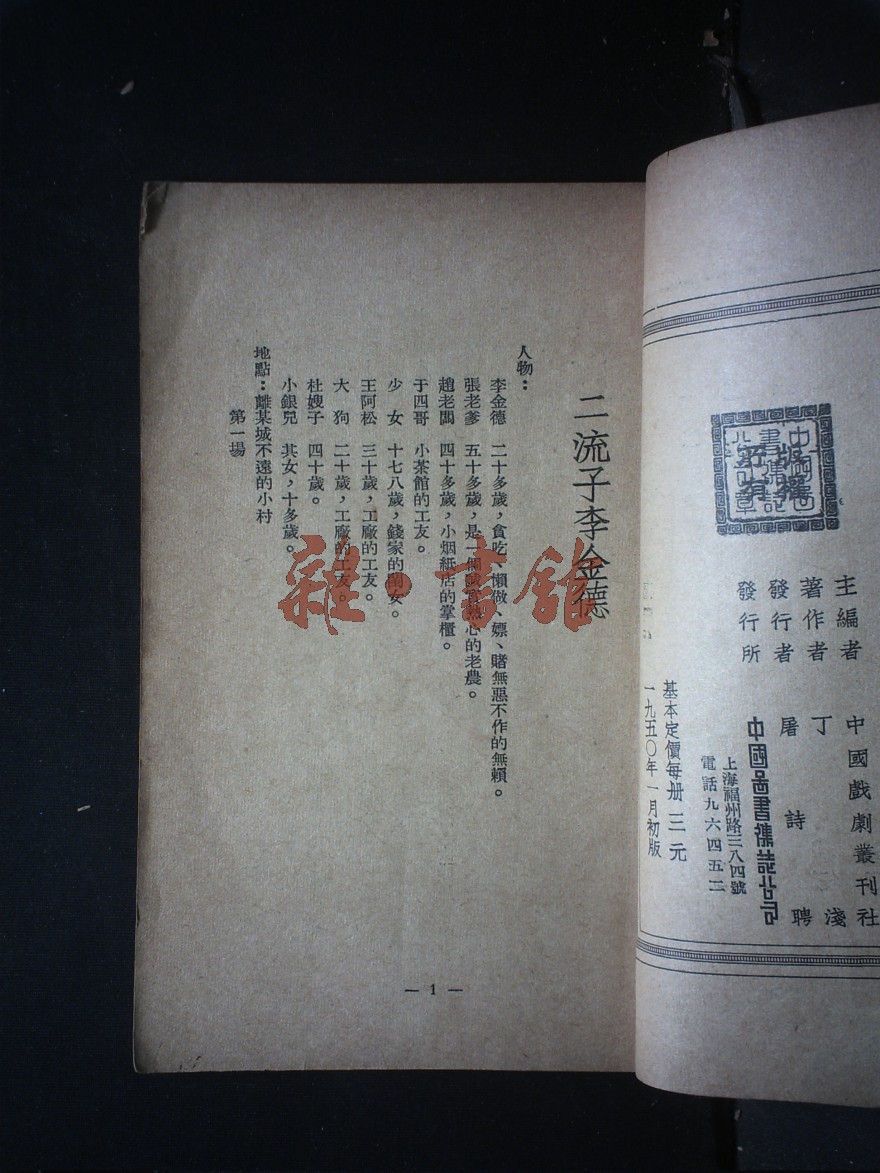 主編者 中國戲劇叢刊社
著作者 丁淺
發行者 屠詩聘
發行所 中國圖書雜誌公司
上海福州路三八四號
電話九六四五二
基本定價每册三元
一九五〇年一月初版
版權所有
二流子李金德
人物：
李金德 二十多歲，貪吃、懶做、嫖、賭無惡不作的無賴。
張老爹 五十多歲，是一個誠實熱心的老農。
趙老闆 四十多歲，小烟紙店的掌櫃。
于四哥 小茶館的工友。
少女 十七八歲，錢家的閨女。
王阿松 三十歲，工廠的工友。
大狗 二十歲，工廠的工友。
杜嫂子 四十歲。
小銀兒 其女，十多歲。
地點：離某城不遠的小村
第一場
— 1 —
雜·書館